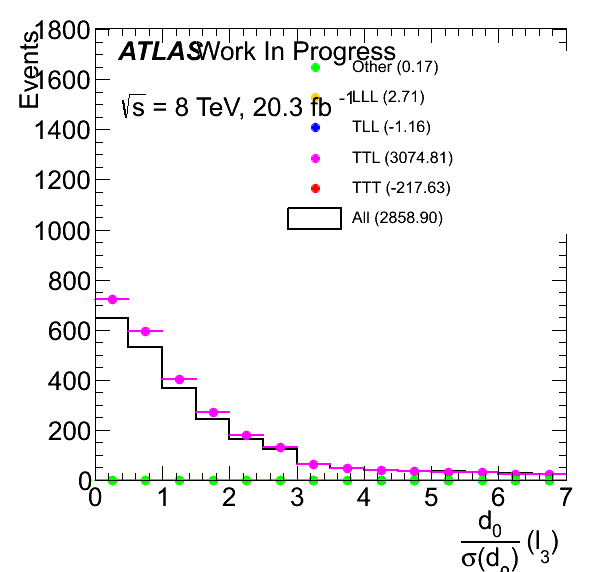 Events
1800
1600
1400
1200
1000
800
600
400
200
0
ATLAS Work In Progress
√s = 8 TeV, 20.3 fb -1
Other (0.17)
LLL (2.71)
TLL (-1.16)
TTL (3074.81)
TTT (-217.63)
All (2858.90)
0 1 2 3 4 5 6 7
d0
σ(d0) (l3)